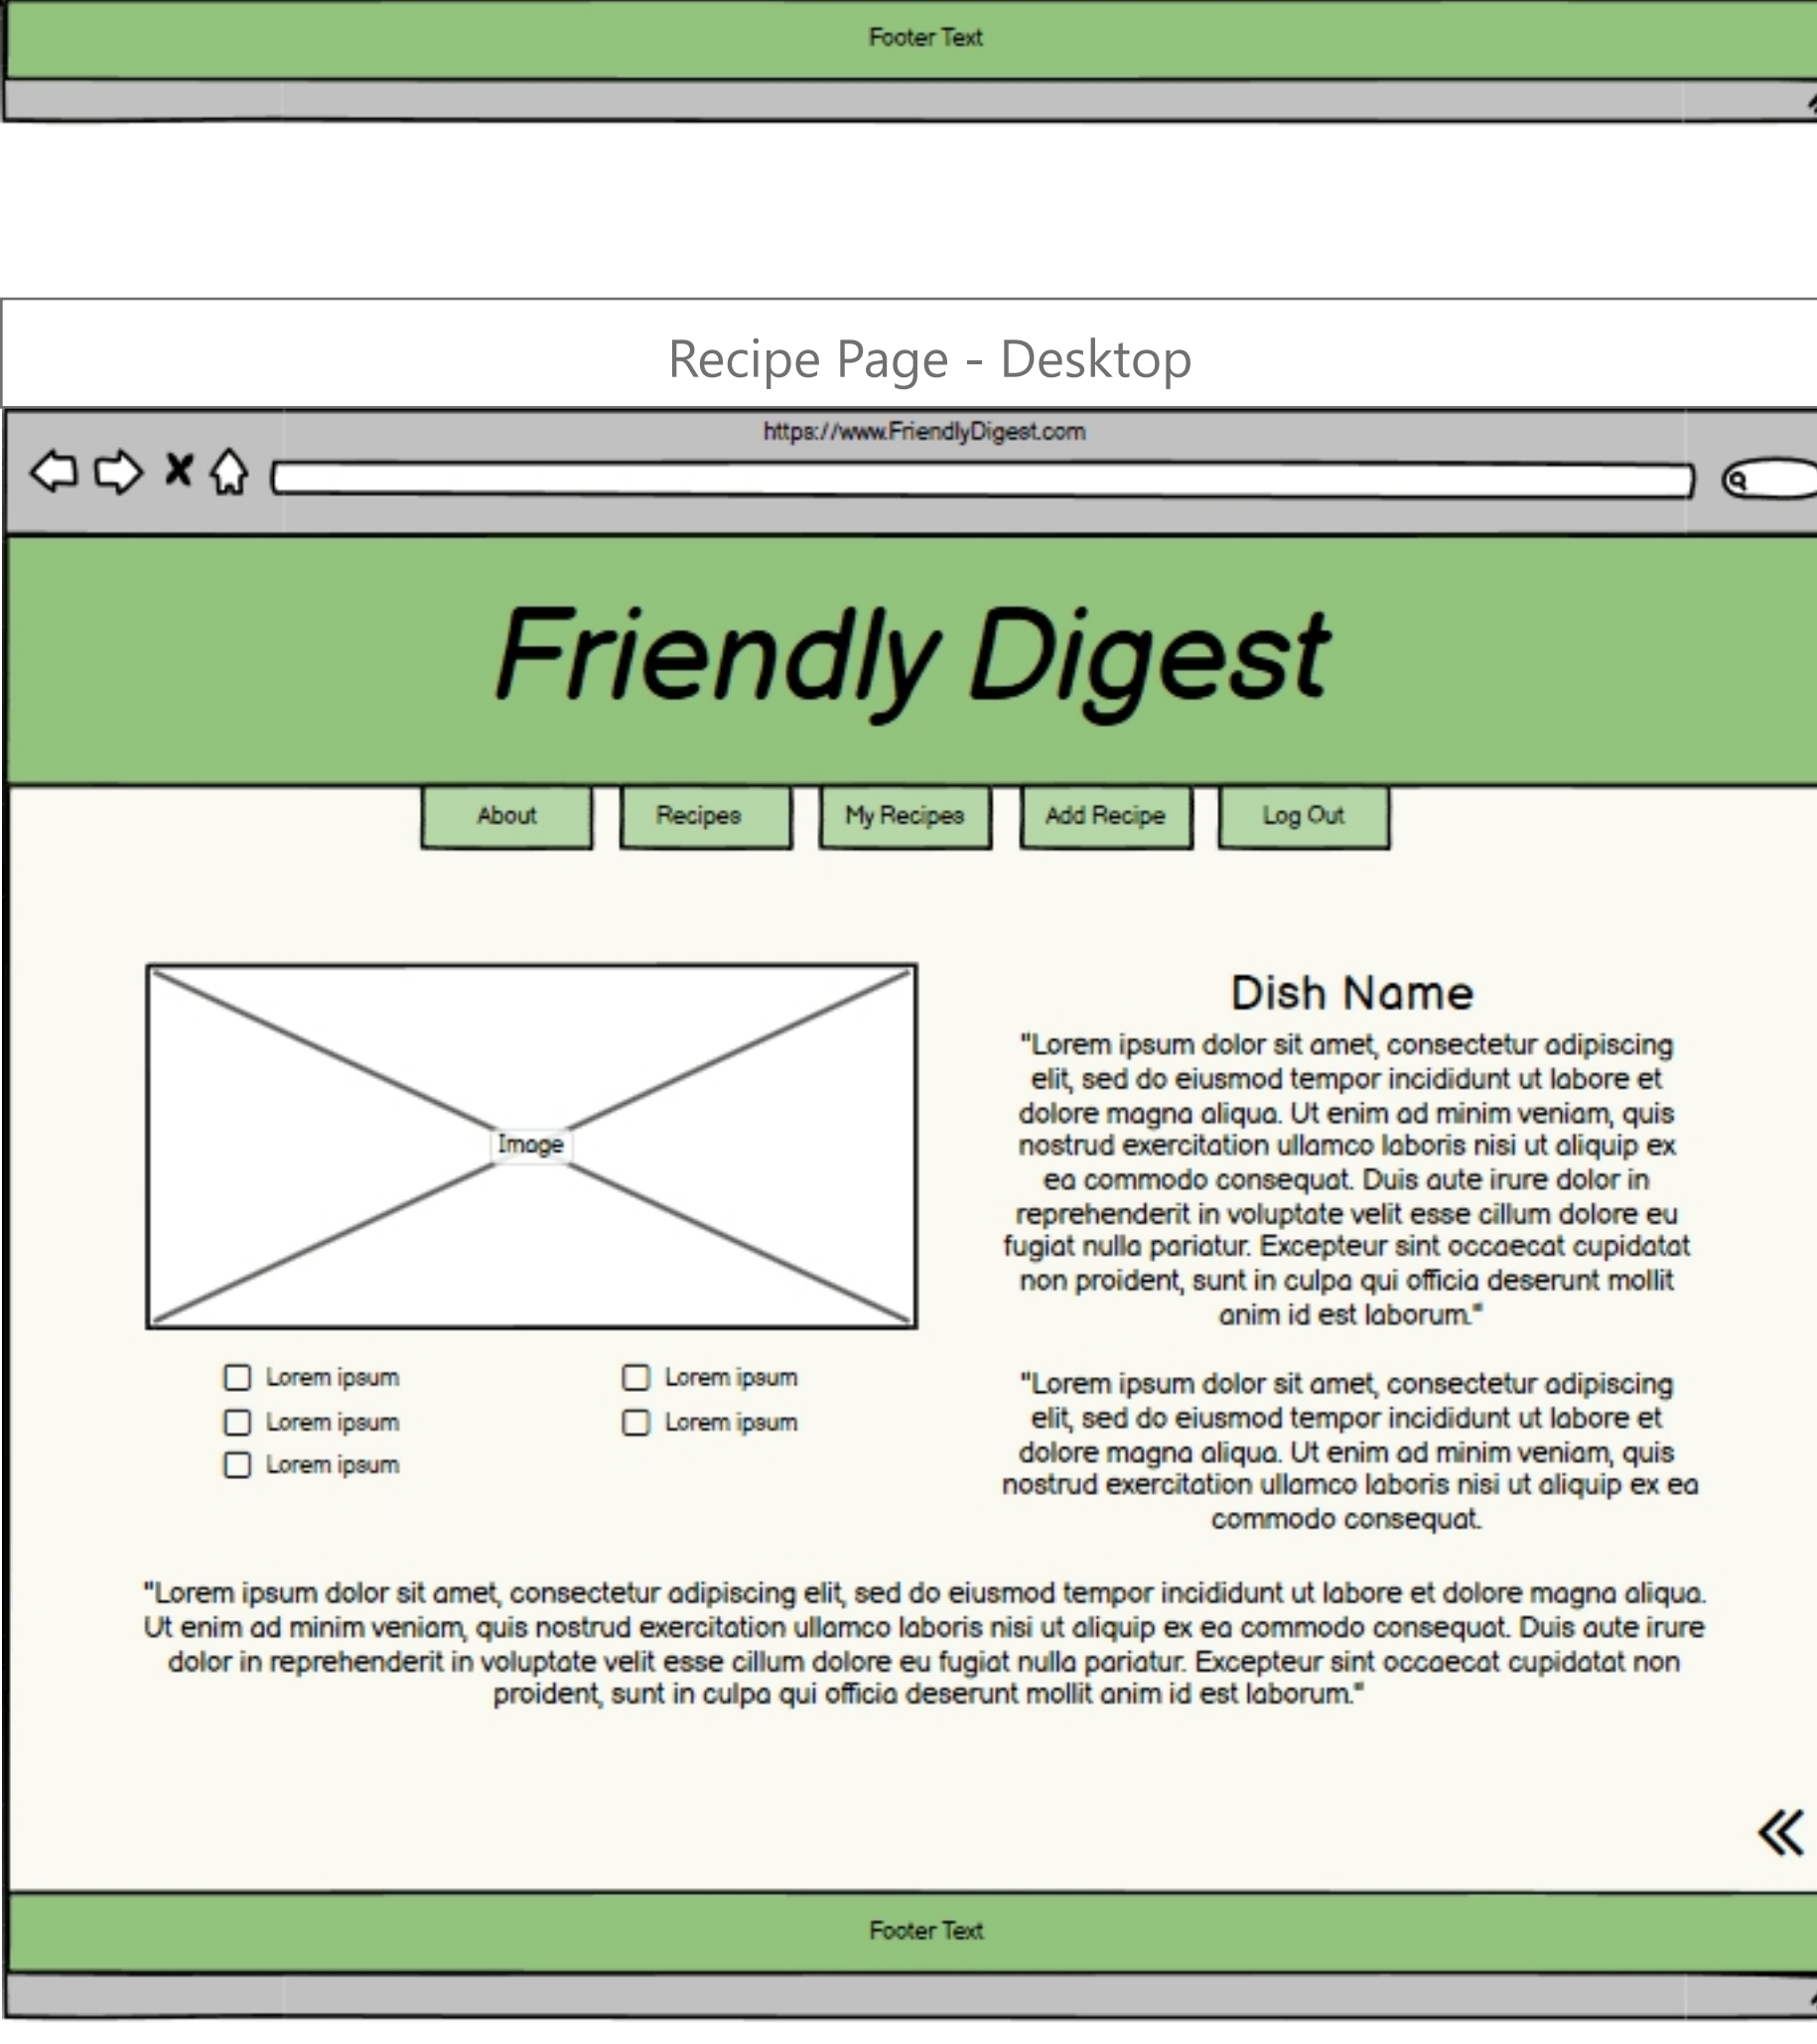 Footer Text
Recipe Page - Desktop
https://www.FriendlyDigest.com
Friendly Digest
About
Recipes
My Recipes
Add Recipe
Log Out
Image
Lorem ipsum
Lorem ipsum
Lorem ipsum
Lorem ipsum
Lorem ipsum
Dish Name
"Lorem ipsum dolor sit amet, consectetur adipiscing
elit, sed do eiusmod tempor incididunt ut labore et
dolore magna aliqua. Ut enim ad minim veniam, quis
nostrud exercitation ullamco laboris nisi ut aliquip ex
ea commodo consequat. Duis aute irure dolor in
reprehenderit in voluptate velit esse cillum dolore eu
fugiat nulla pariatur. Excepteur sint occaecat cupidatat
non proident, sunt in culpa qui officia deserunt mollit
anim id est laborum."
"Lorem ipsum dolor sit amet, consectetur adipiscing
elit, sed do eiusmod tempor incididunt ut labore et
dolore magna aliqua. Ut enim ad minim veniam, quis
nostrud exercitation ullamco laboris nisi ut aliquip ex ea
commodo consequat.
"Lorem ipsum dolor sit amet, consectetur adipiscing elit, sed do eiusmod tempor incididunt ut labore et dolore magna aliqua.
Ut enim ad minim veniam, quis nostrud exercitation ullamco laboris nisi ut aliquip ex ea commodo consequat. Duis aute irure
dolor in reprehenderit in voluptate velit esse cillum dolore eu fugiat nulla pariatur. Excepteur sint occaecat cupidatat non
proident, sunt in culpa qui officia deserunt mollit anim id est laborum."
Footer Text